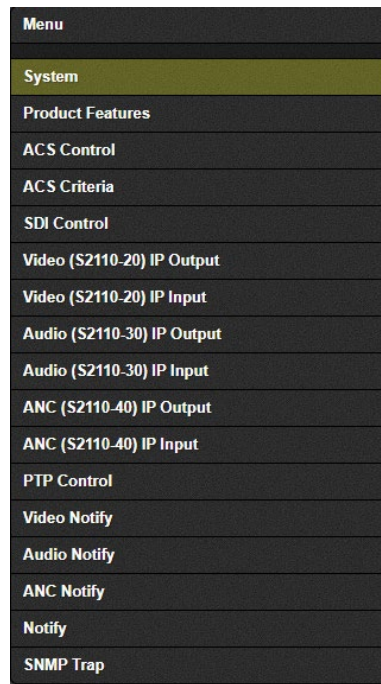 Menu
System
Product Features
ACS Control
ACS Criteria
SDI Control
Video (S2110-20) IP Output
Video (S2110-20) IP Input
Audio (S2110-30) IP Output
Audio (S2110-30) IP Input
ANC (S2110-40) IP Output
ANC (S2110-40) IP Input
PTP Control
Video Notify
Audio Notify
ANC Notify
Notify
SNMP Trap